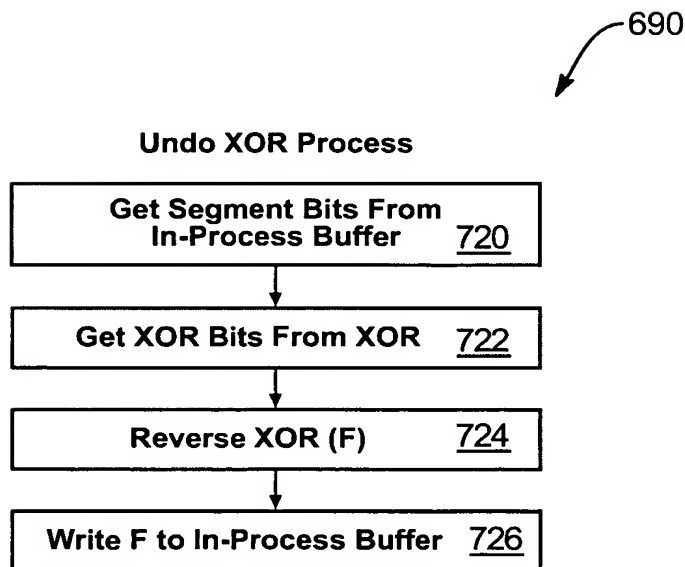 690
Undo XOR Process
Get Segment Bits From
In-Process Buffer 720
Get XOR Bits From XOR 722
Reverse XOR (F) 724
Write F to In-Process Buffer 726